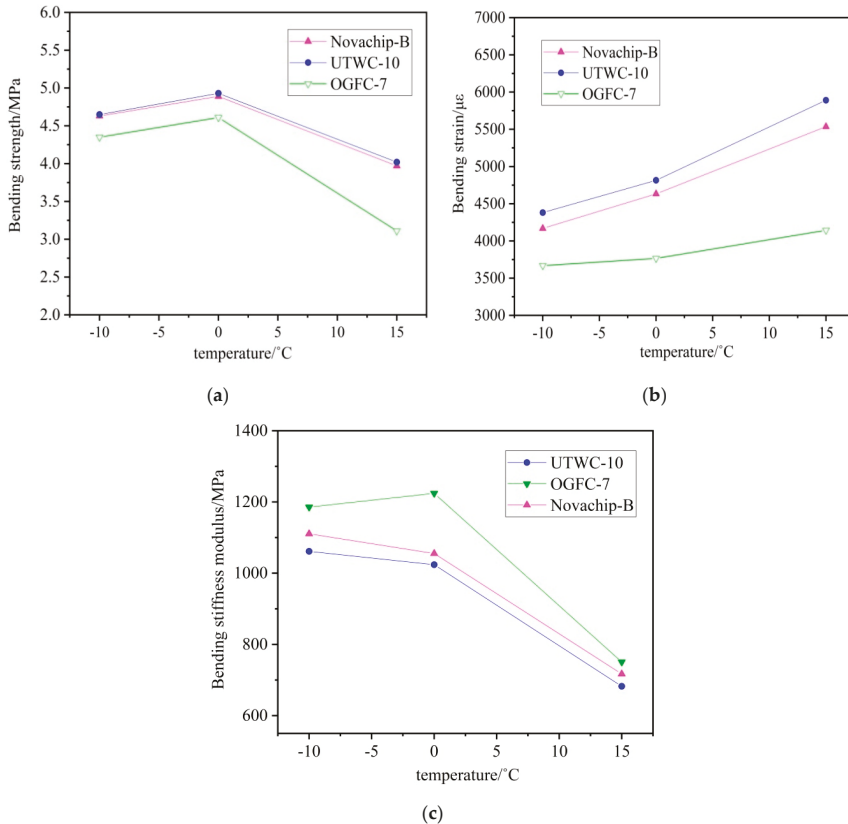 6.0
5.5
5.0
4.5
4.0
3.5
3.0
2.5
2.0
Bending strength/MPa
Novachip-B
UTWC-10
OGFC-7
-10 -5 0 5 10 15
temperature/°C
(a)
7000
6500
6000
5500
5000
4500
4000
3500
3000
Bending strain/με
Novachip-B
UTWC-10
OGFC-7
-10 -5 0 5 10 15
temperature/°C
(b)
1400
1200
1000
800
600
Bending stiffness modulus/MPa
UTWC-10
OGFC-7
Novachip-B
-10 -5 0 5 10 15
temperature/°C
(c)